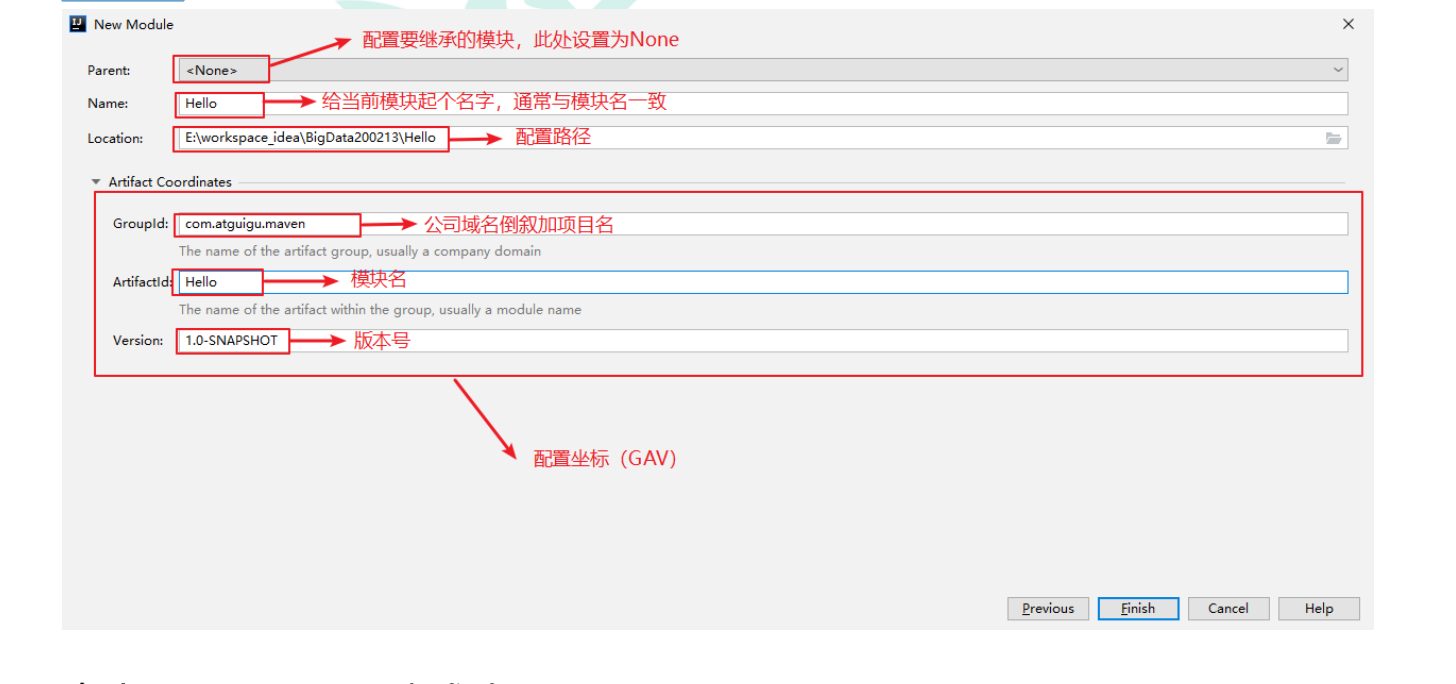 New Module
配置要继承的模块，此处设置为None
Parent: <None>
Name: Hello 给当前模块起个名字，通常与模块名一致
Location: E:\workspace_idea\BigData200213\Hello 配置路径
Artifact Coordinates
GroupId: com.atguigu.maven 公司域名倒叙加项目名
The name of the artifact group, usually a company domain
ArtifactId: Hello 模块名
The name of the artifact within the group, usually a module name
Version: 1.0-SNAPSHOT 版本号
配置坐标（GAV）
Previous Finish Cancel Help